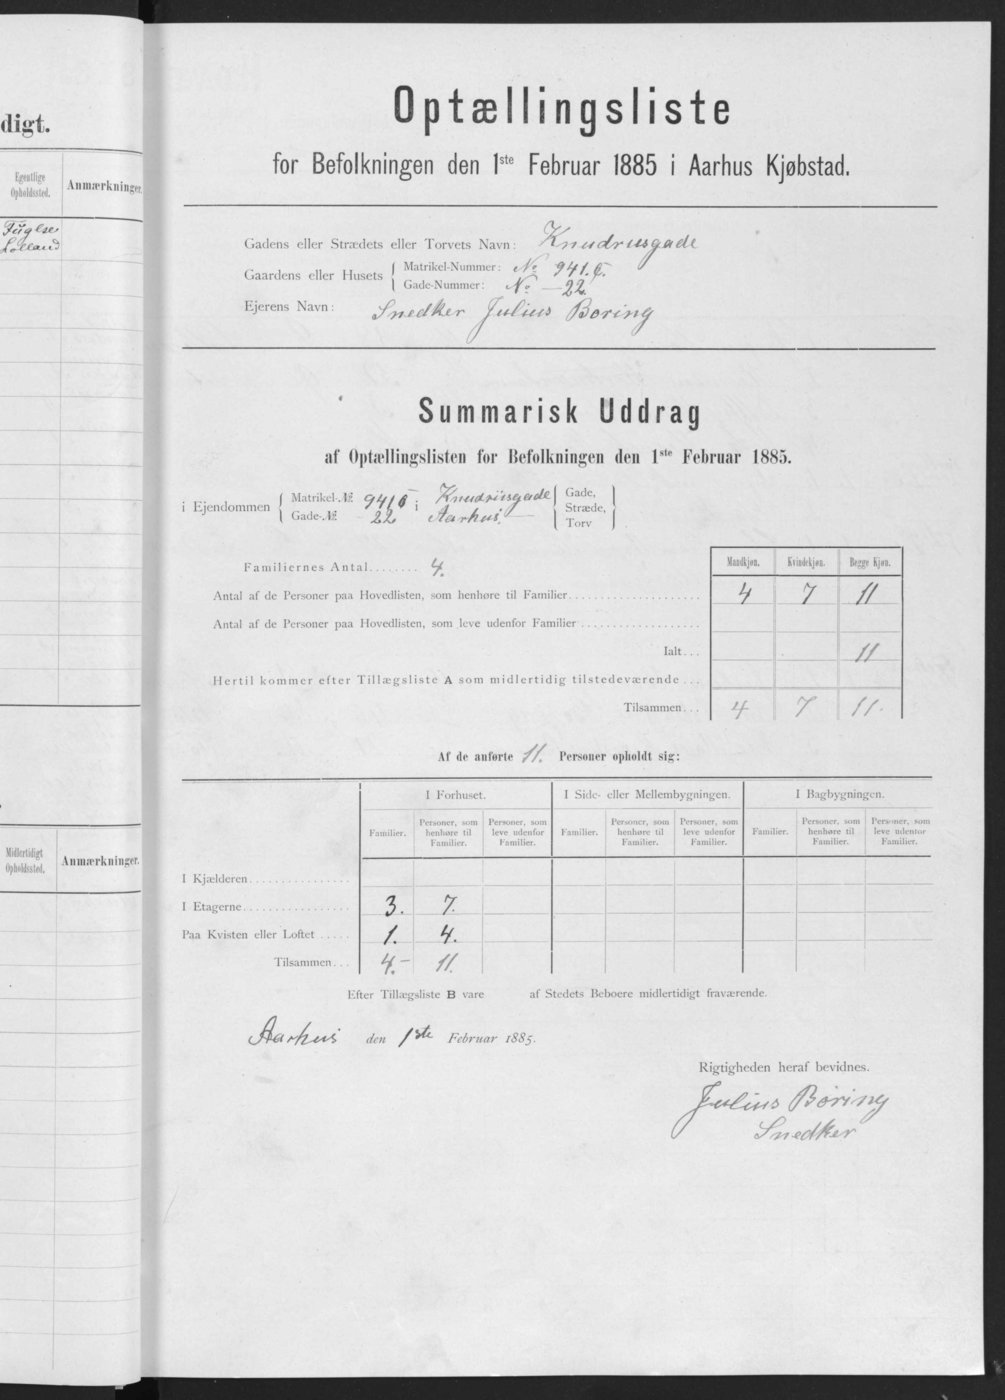 digt.
Egentlige
Opholdssted.
Anmærkninger.
Fuglse
Lolland
Midlertidigt
Opholdssted.
Anmærkninger.
Optællingsliste
for Befolkningen den 1ste Februar 1885 i Aarhus Kjøbstad.
Gadens eller Strædets eller Torvets Navn: Knudriisgade
Gaardens eller Husets { Matrikel-Nummer: No 941.C.
Gade-Nummer: No — 22
Ejerens Navn: Snedker Julius Boring
Summarisk Uddrag
af Optællingslisten for Befolkningen den 1ste Februar 1885.
i Ejendommen { Matrikel-№ 941 C i Knudriisgade { Gade, }
Gade-№ 22 Aarhus. — Stræde,
Torv
Familiernes Antal........ 4.
Mandkjøn. Kvindekjøn. Begge Kjøn.
Antal af de Personer paa Hovedlisten, som henhøre til Familier 4 7 11
Antal af de Personer paa Hovedlisten, som leve udenfor Familier
Ialt... 11
Hertil kommer efter Tillægsliste A som midlertidig tilstedeværende ...
Tilsammen... 4 7 11.
Af de anførte 11. Personer opholdt sig:
I Forhuset. I Side- eller Mellembygningen. I Bagbygningen.
Familier. Personer, som henhøre til Familier. Personer, som leve udenfor Familier. Familier. Personer, som henhøre til Familier. Personer, som leve udenfor Familier. Familier. Personer, som henhøre til Familier. Personer, som leve udenfor Familier.
I Kjælderen
I Etagerne 3. 7.
Paa Kvisten eller Loftet 1. 4.
Tilsammen... 4.- 11.
Efter Tillægsliste B vare af Stedets Beboere midlertidigt fraværende.
Aarhus den 1ste Februar 1885.
Rigtigheden heraf bevidnes.
Julius Boring
Snedker